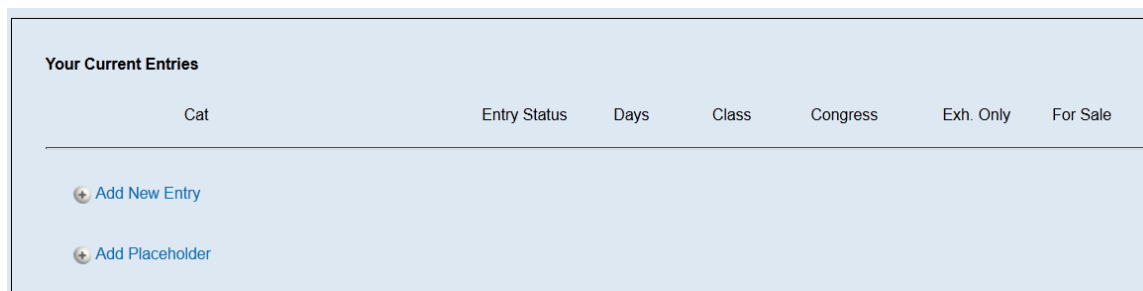 Your Current Entries
Cat Entry Status Days Class Congress Exh. Only For Sale
Add New Entry
Add Placeholder